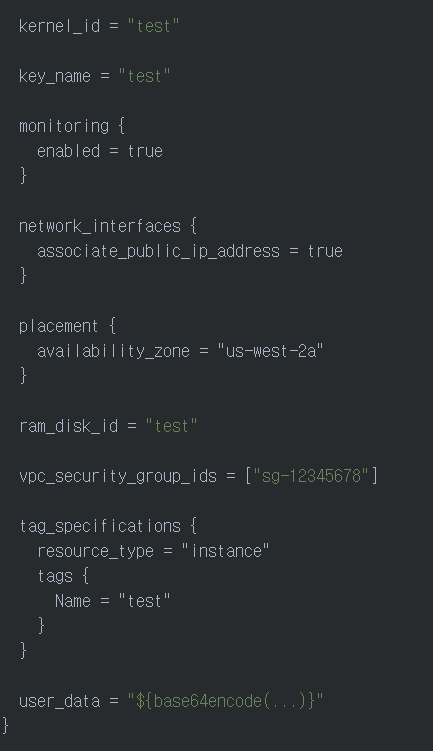 kernel_id = "test"
key_name = "test"
monitoring {
enabled = true
}
network_interfaces {
associate_public_ip_address = true
}
placement {
availability_zone = "us-west-2a"
}
ram_disk_id = "test"
vpc_security_group_ids = ["sg-12345678"]
tag_specifications {
resource_type = "instance"
tags {
Name = "test"
}
}
user_data = "${base64encode(...)}"
}